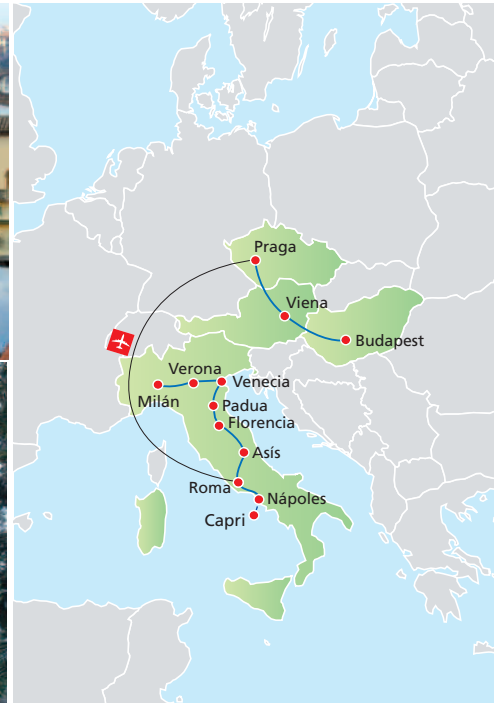 Praga
Viena
Budapest
Verona
Venecia
Milán
Padua
Florencia
Asís
Roma
Nápoles
Capri